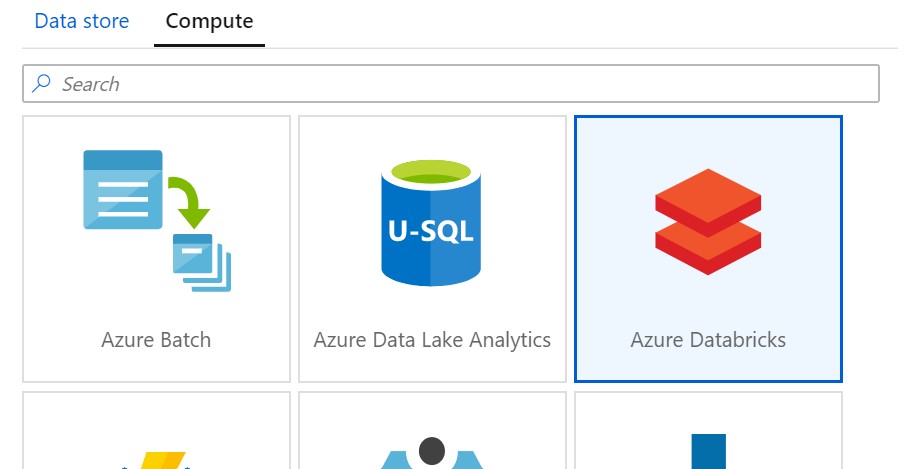 Data store Compute
Search
U-SQL
Azure Batch Azure Data Lake Analytics Azure Databricks